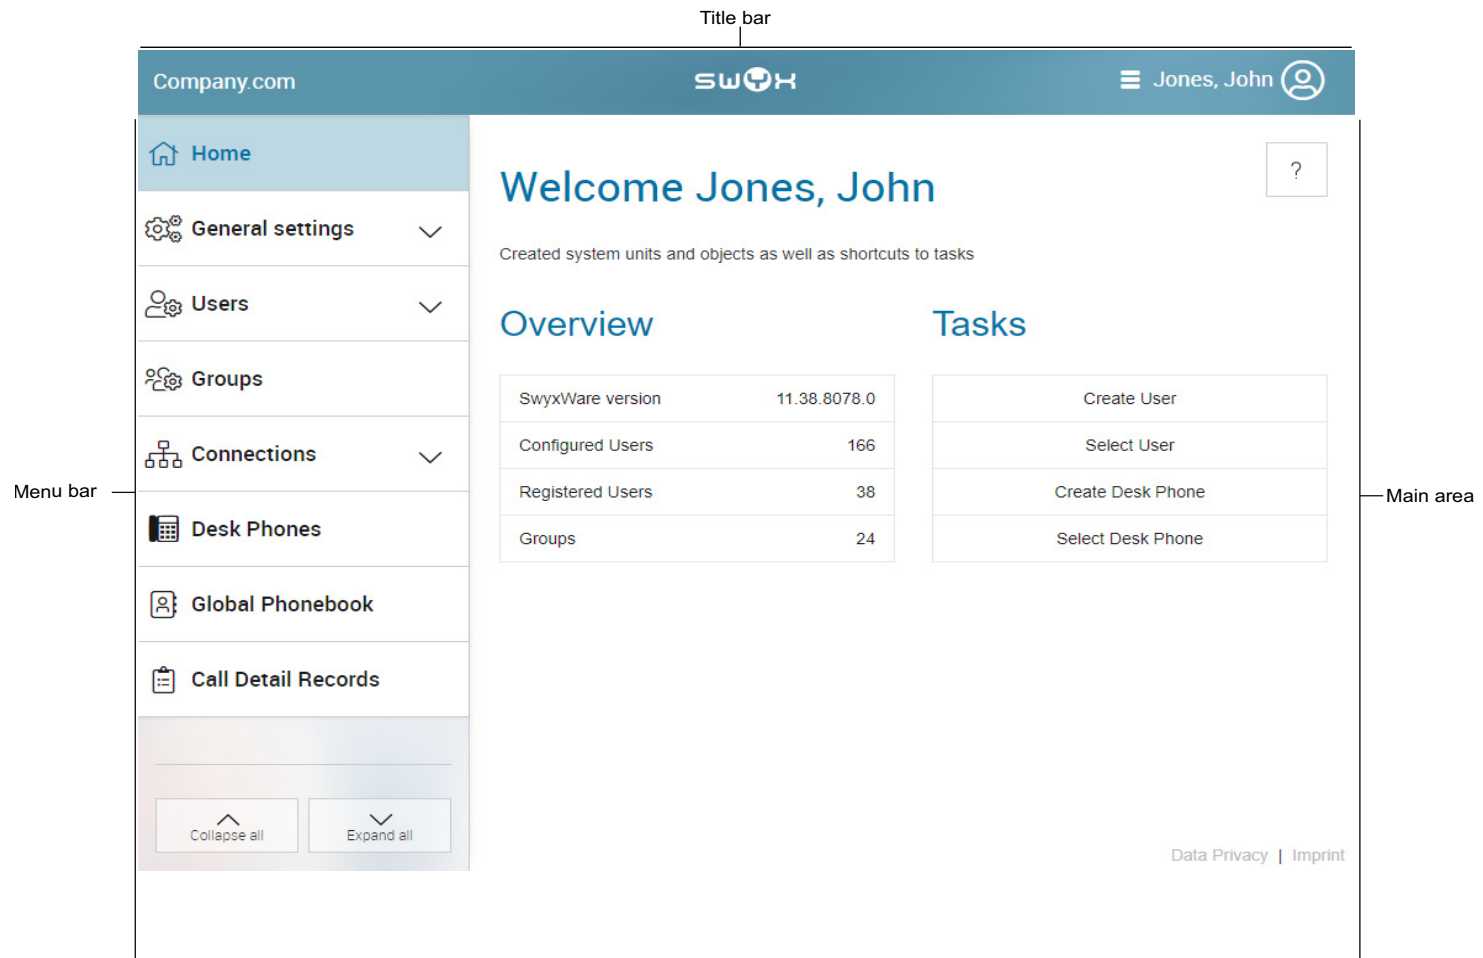 Title bar
Company.com
swyx
Jones, John
Home
General settings
Users
Groups
Connections
Desk Phones
Global Phonebook
Call Detail Records
Collapse all
Expand all
Menu bar
Welcome Jones, John
?
Created system units and objects as well as shortcuts to tasks
Overview
SwyxWare version 11.38.8078.0
Configured Users 166
Registered Users 38
Groups 24
Tasks
Create User
Select User
Create Desk Phone
Select Desk Phone
Main area
Data Privacy | Imprint